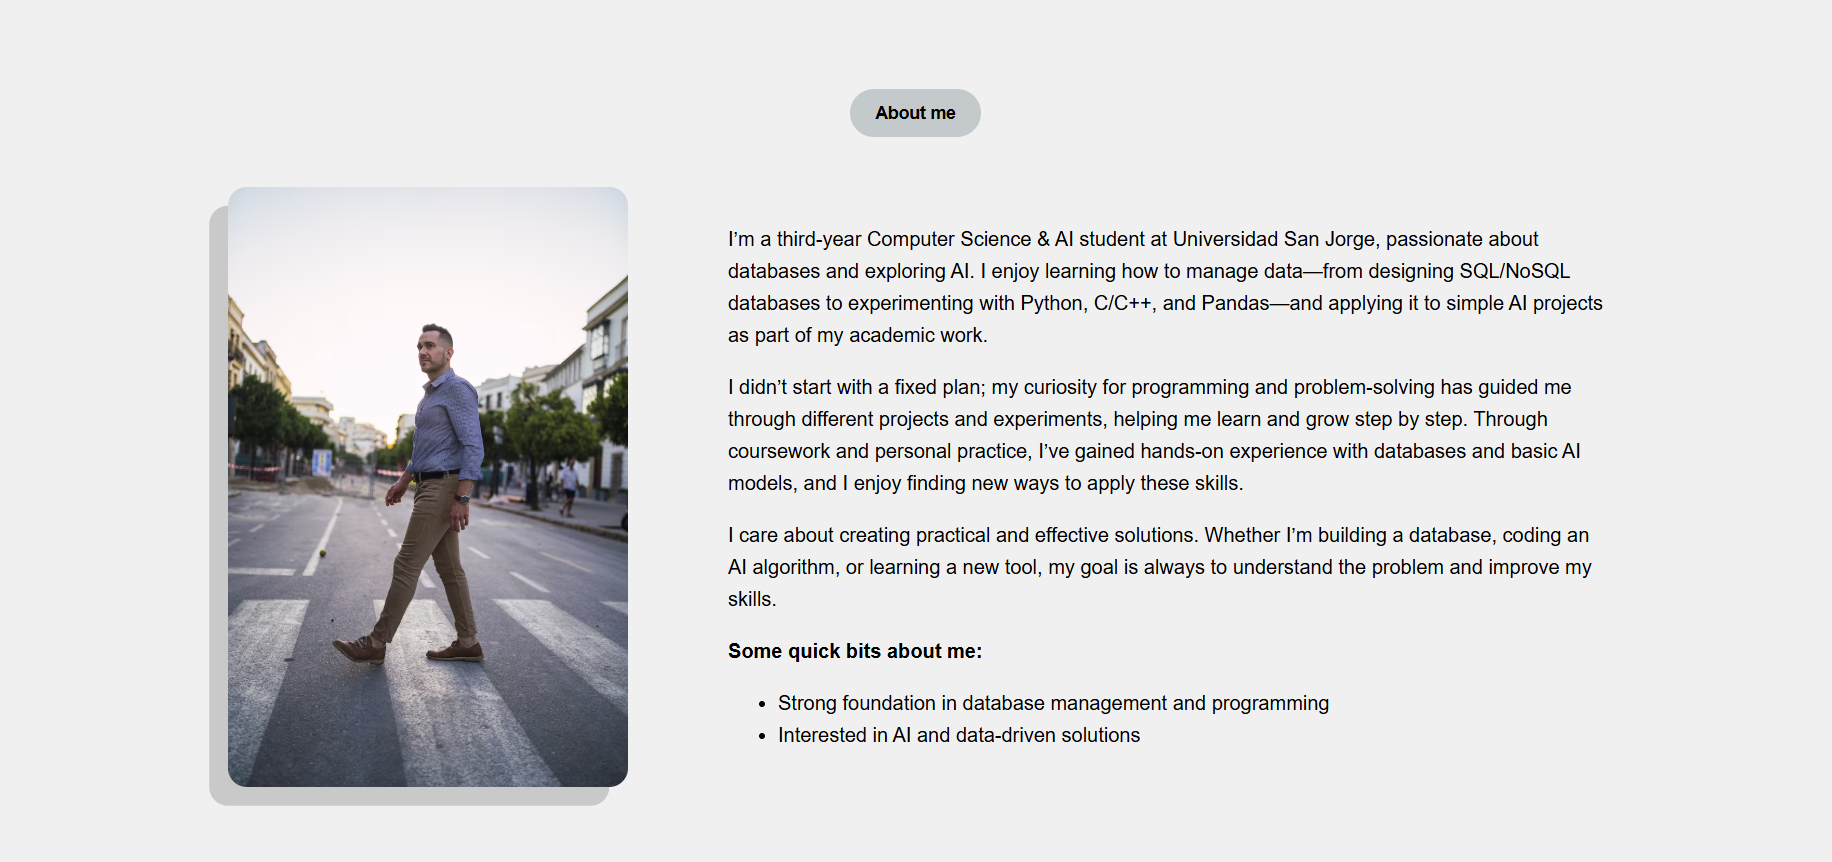 About me
I’m a third-year Computer Science & AI student at Universidad San Jorge, passionate about
databases and exploring AI. I enjoy learning how to manage data—from designing SQL/NoSQL
databases to experimenting with Python, C/C++, and Pandas—and applying it to simple AI projects
as part of my academic work.
I didn’t start with a fixed plan; my curiosity for programming and problem-solving has guided me
through different projects and experiments, helping me learn and grow step by step. Through
coursework and personal practice, I’ve gained hands-on experience with databases and basic AI
models, and I enjoy finding new ways to apply these skills.
I care about creating practical and effective solutions. Whether I’m building a database, coding an
AI algorithm, or learning a new tool, my goal is always to understand the problem and improve my
skills.
Some quick bits about me:
• Strong foundation in database management and programming
• Interested in AI and data-driven solutions